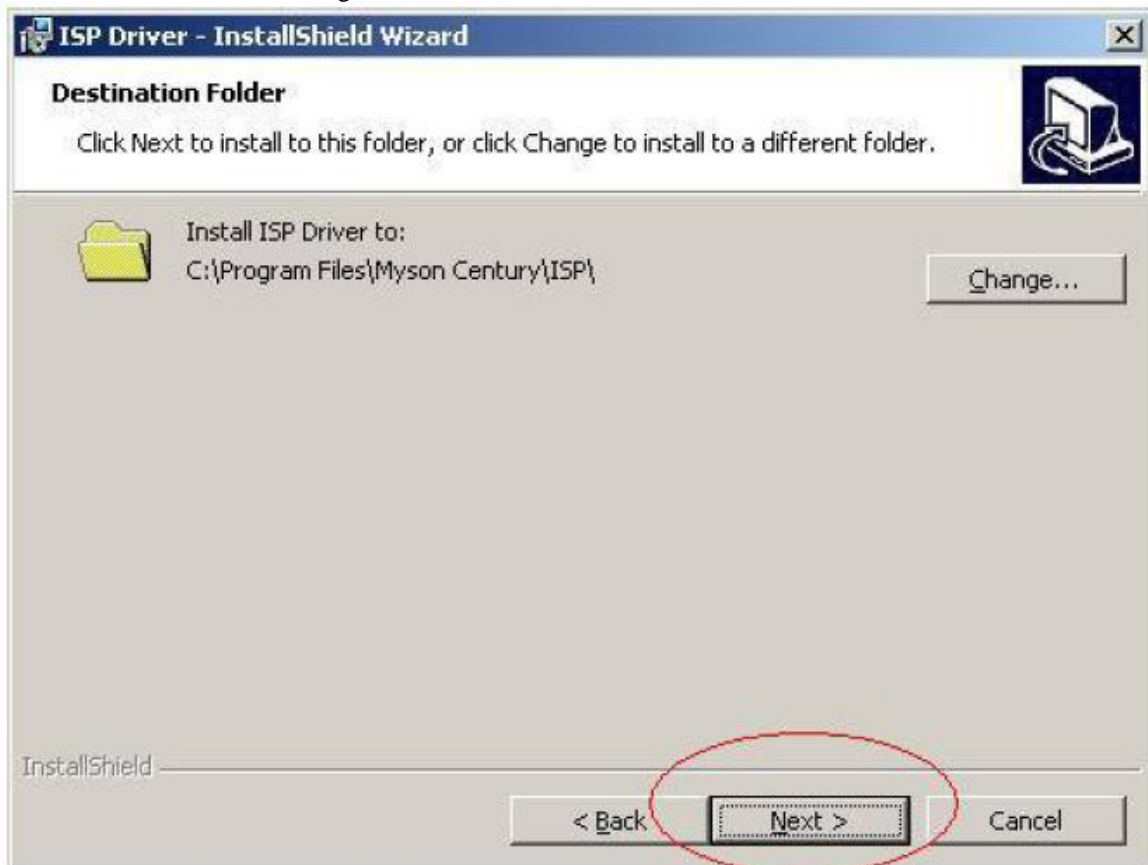 ISP Driver - InstallShield Wizard
Destination Folder
Click Next to install to this folder, or click Change to install to a different folder.
Install ISP Driver to:
C:\Program Files\Myson Century\ISP\
Change...
InstallShield
< Back
Next >
Cancel